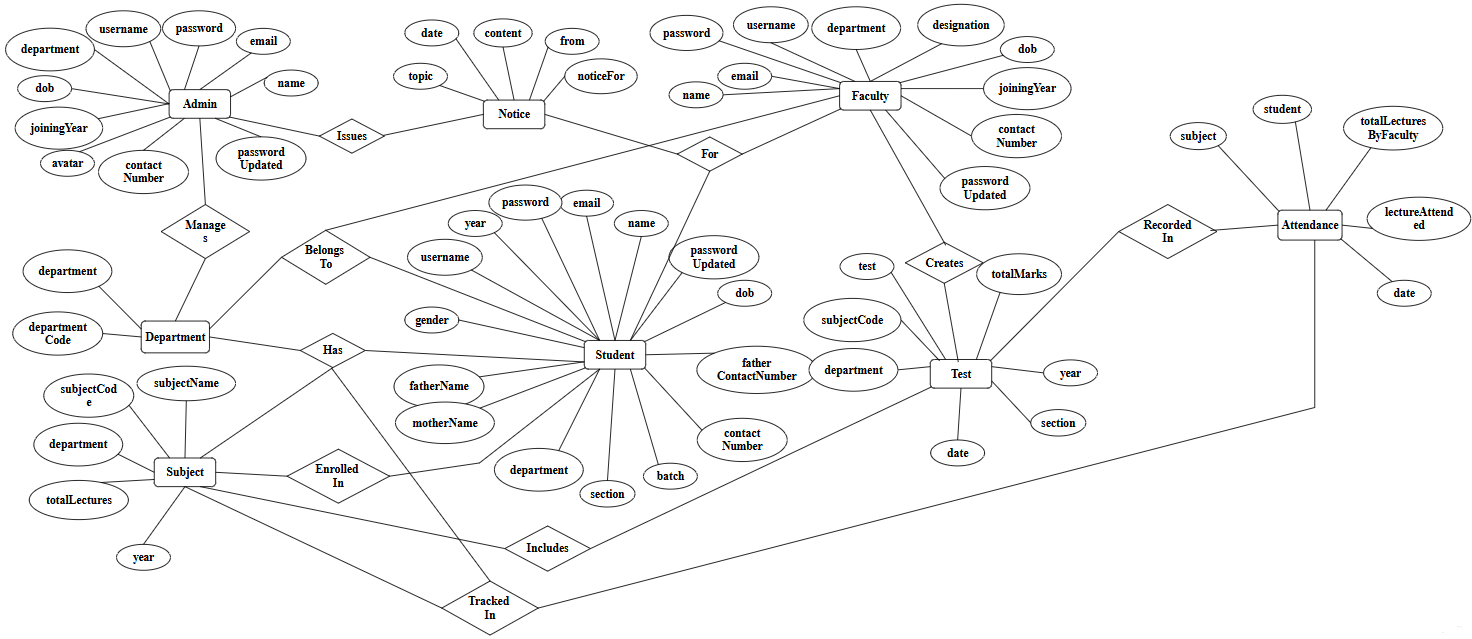 username
password
department
email
dob
name
Admin
joiningYear
avatar
contact
Number
password
Updated
Issues
date
content
from
topic
noticeFor
Notice
For
password
username
department
designation
dob
email
name
joiningYear
Faculty
contact
Number
password
Updated
student
subject
totalLectures
ByFaculty
lectureAttend
ed
Attendance
date
Recorded
In
Manage
s
Belongs
To
department
department
Code
Department
Has
year
password
email
name
username
password
Updated
dob
gender
Student
father
ContactNumber
fatherName
motherName
contact
Number
department
section
batch
Creates
test
totalMarks
subjectCode
department
Test
year
section
date
subjectCod
e
subjectName
department
Subject
totalLectures
year
Enrolled
In
Includes
Tracked
In